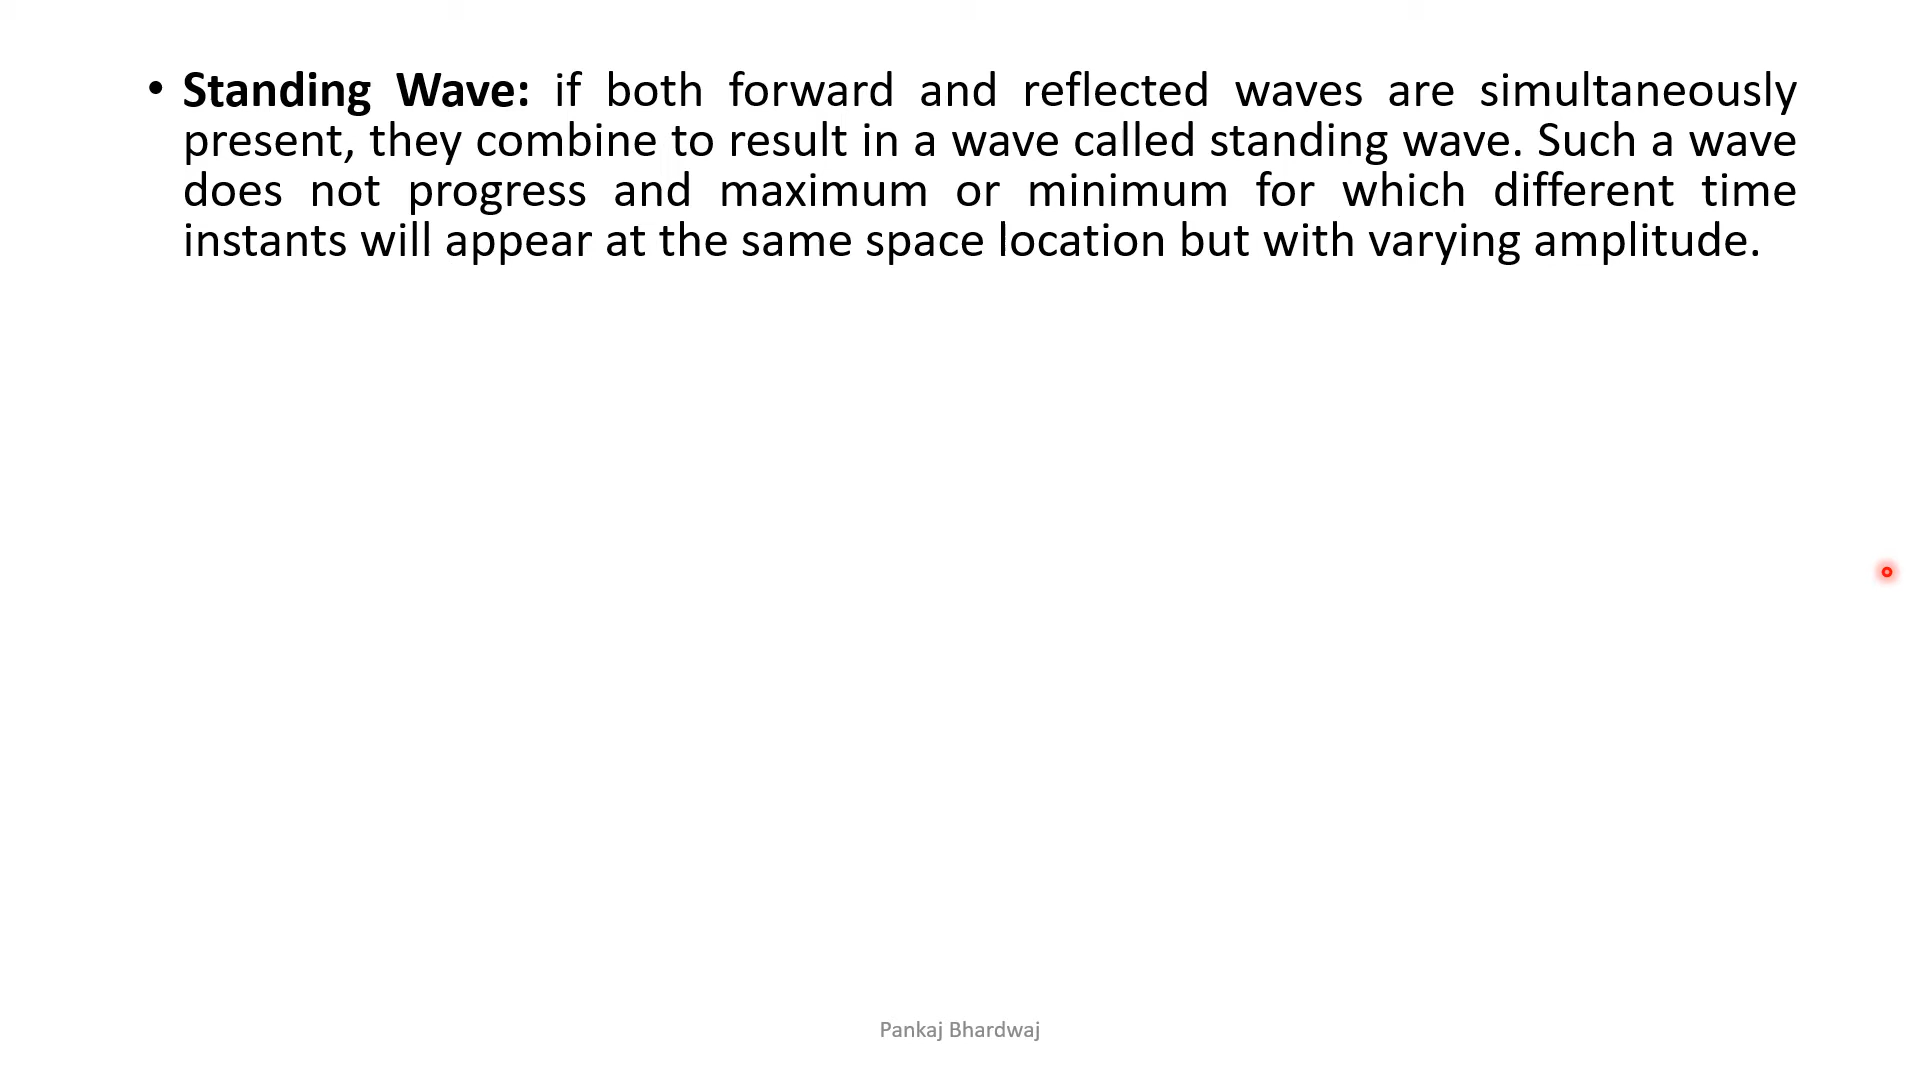 • Standing Wave: if both forward and reflected waves are simultaneously
present, they combine to result in a wave called standing wave. Such a wave
does not progress and maximum or minimum for which different time
instants will appear at the same space location but with varying amplitude.
Pankaj Bhardwaj